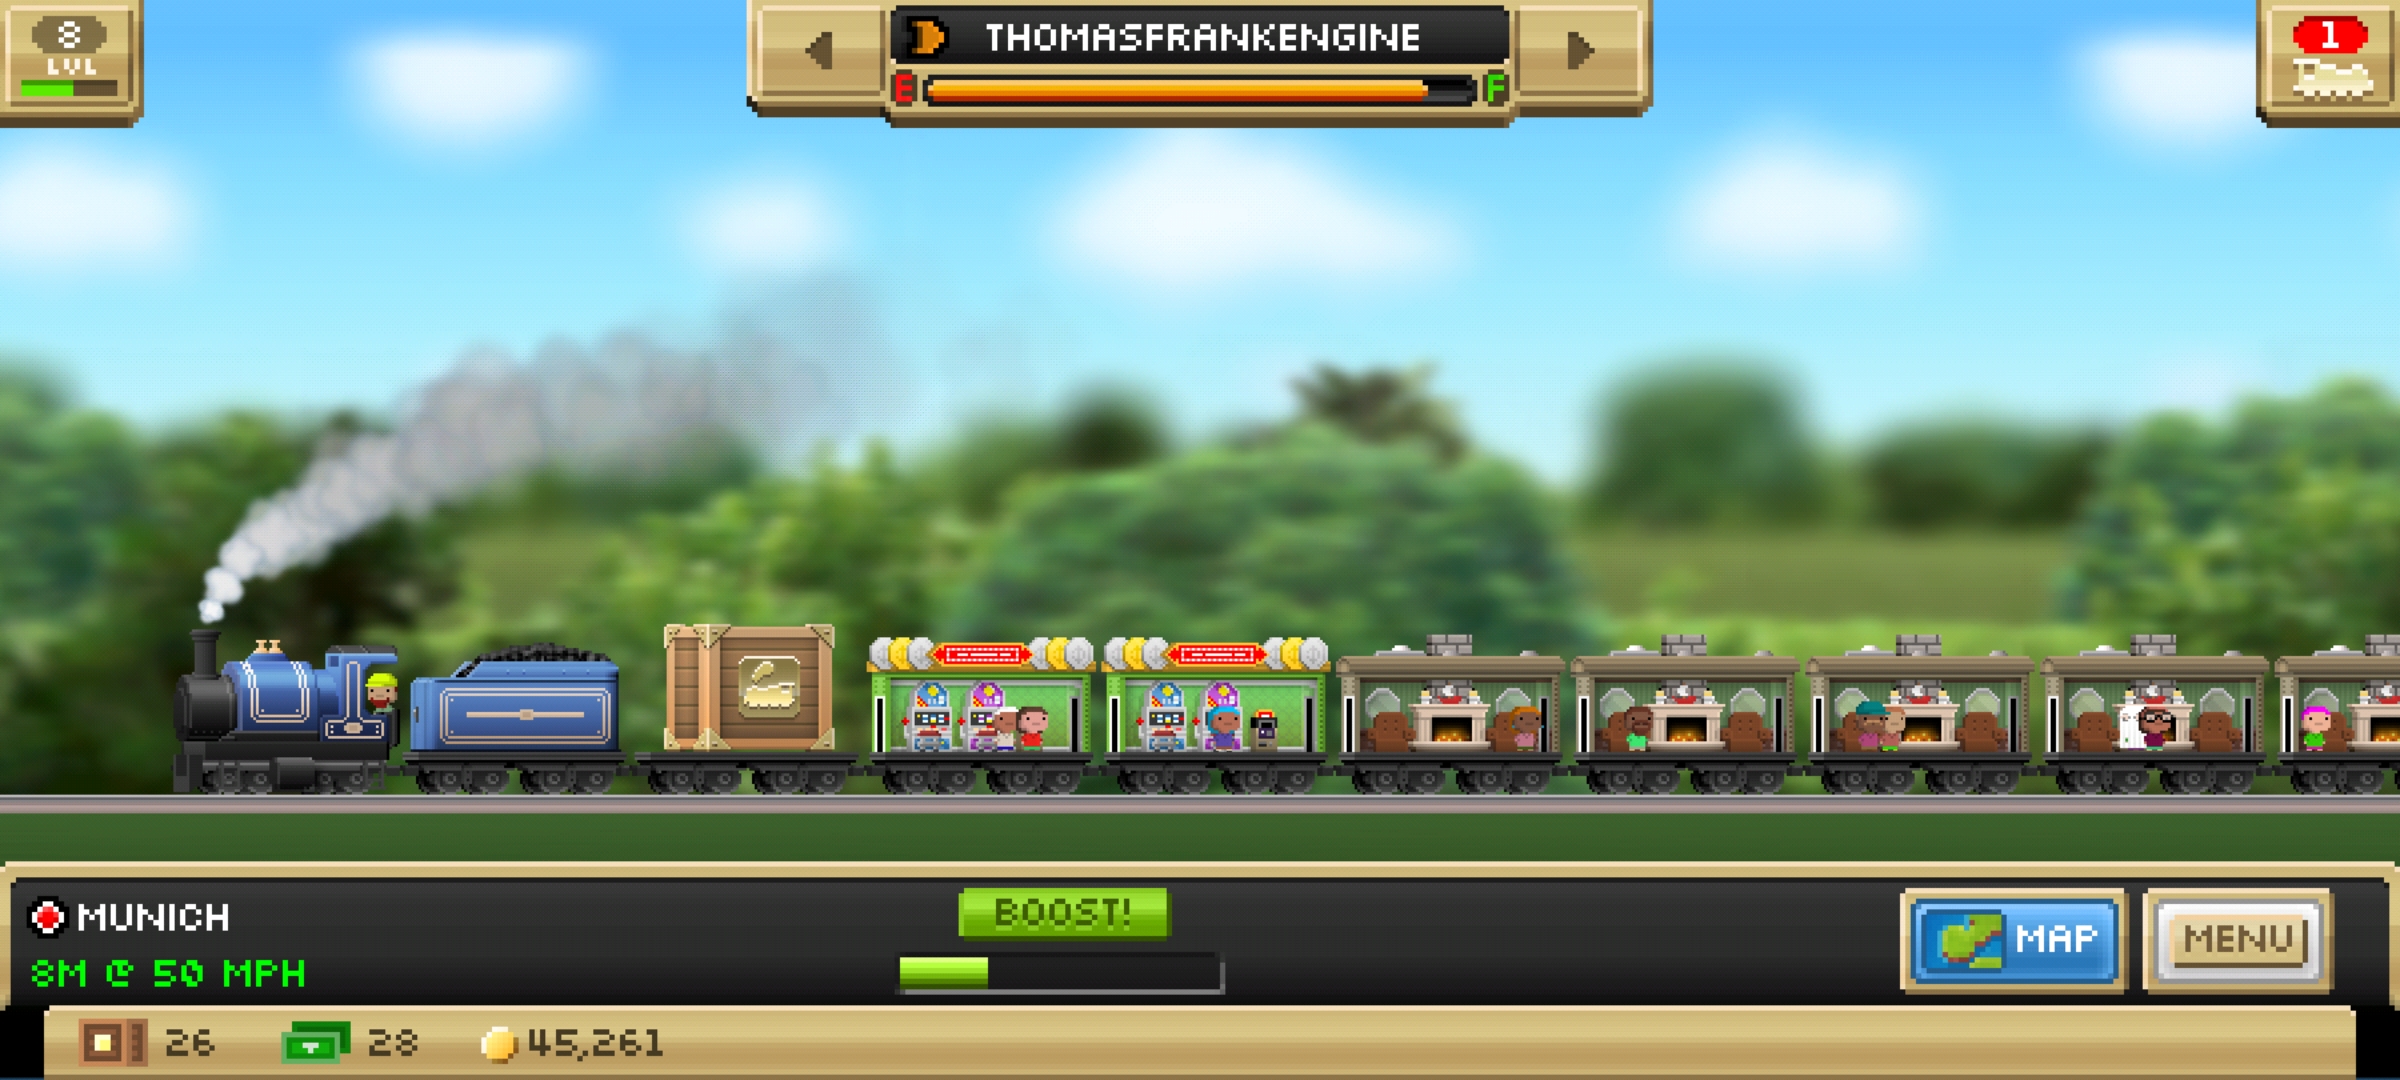 8
LVL
THOMASFRANKENGINE
E F
1
MUNICH
8M @ 50 MPH
BOOST!
MAP
MENU
26
28
45,261